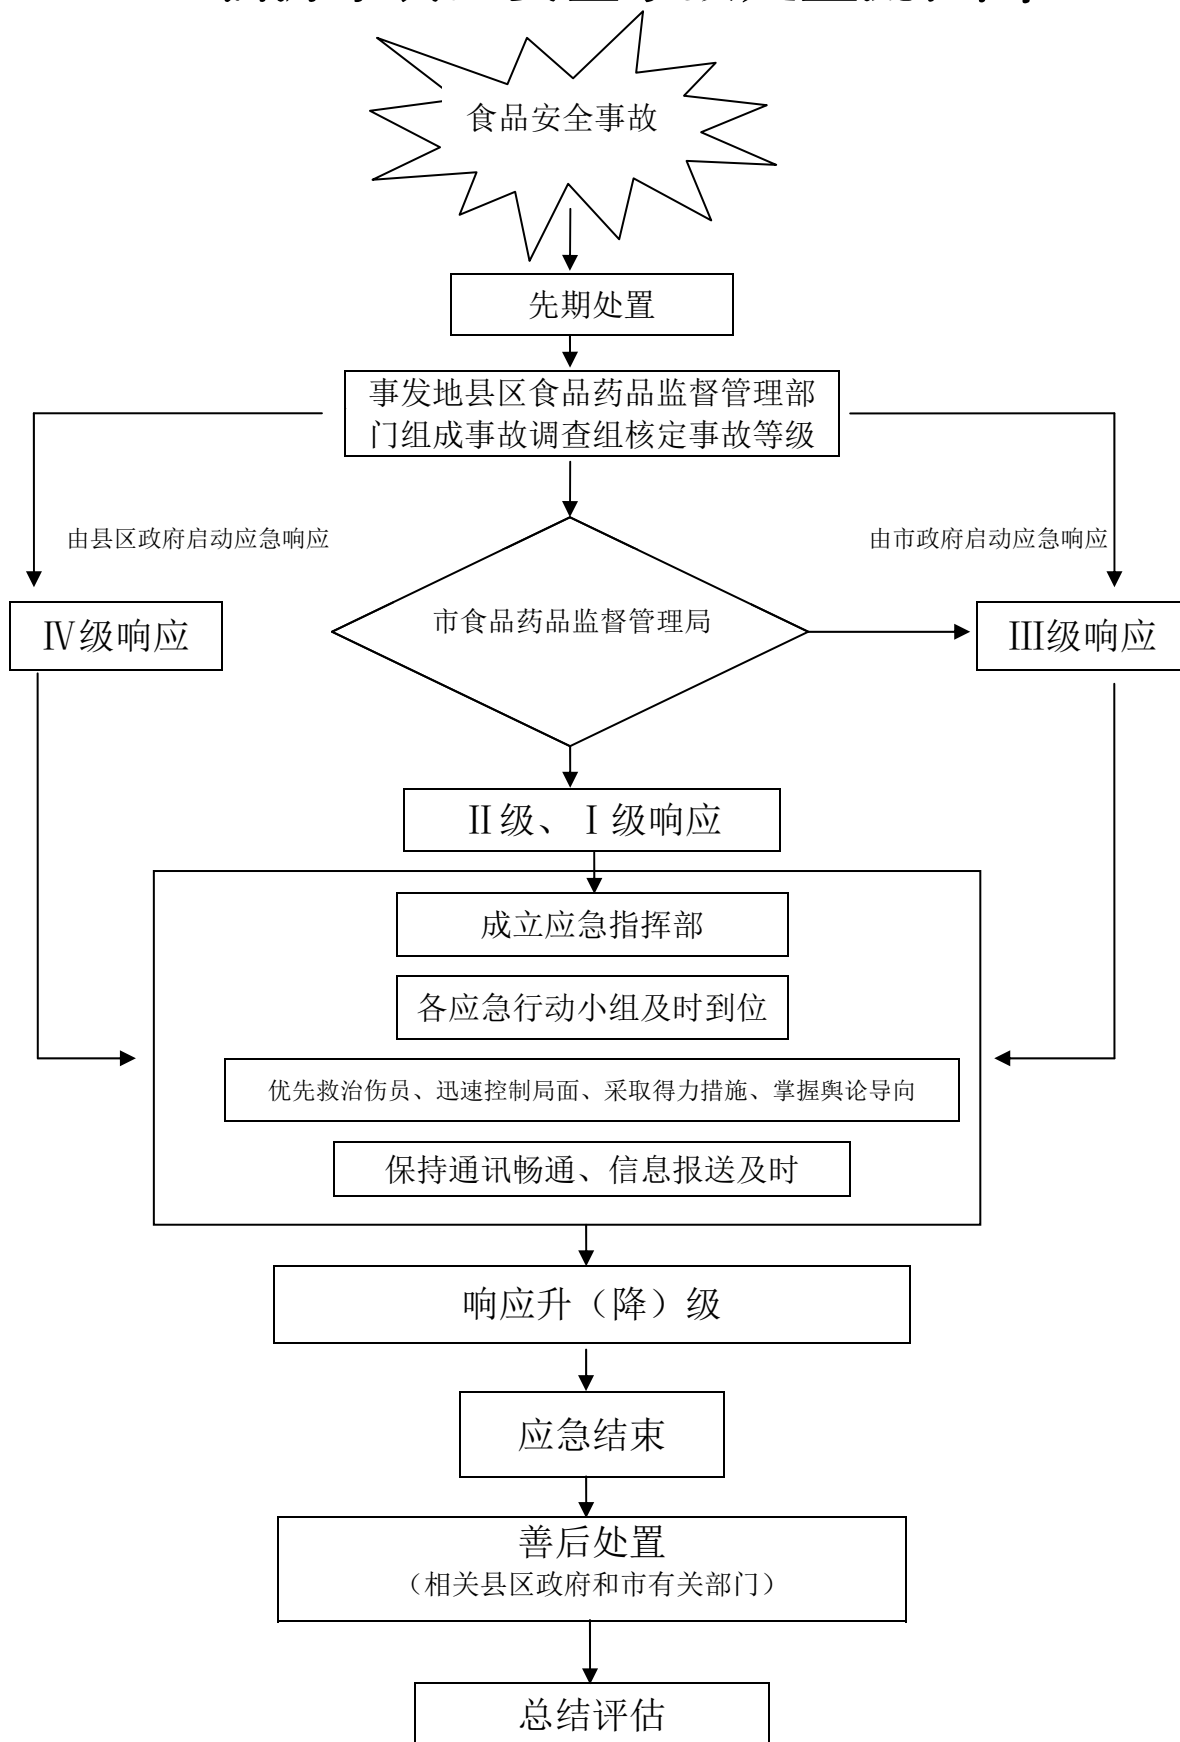 食品安全事故
先期处置
事发地县区食品药品监督管理部
门组成事故调查组核定事故等级
由县区政府启动应急响应
由市政府启动应急响应
Ⅳ级响应
市食品药品监督管理局
Ⅲ级响应
Ⅱ级、Ⅰ级响应
成立应急指挥部
各应急行动小组及时到位
优先救治伤员、迅速控制局面、采取得力措施、掌握舆论导向
保持通讯畅通、信息报送及时
响应升（降）级
应急结束
善后处置
（相关县区政府和市有关部门）
总结评估